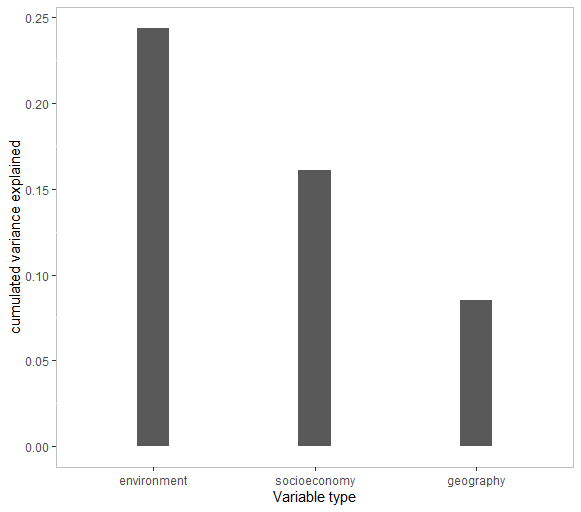 cumulated variance explained
0.25
0.20
0.15
0.10
0.05
0.00
environment socioeconomy geography
Variable type